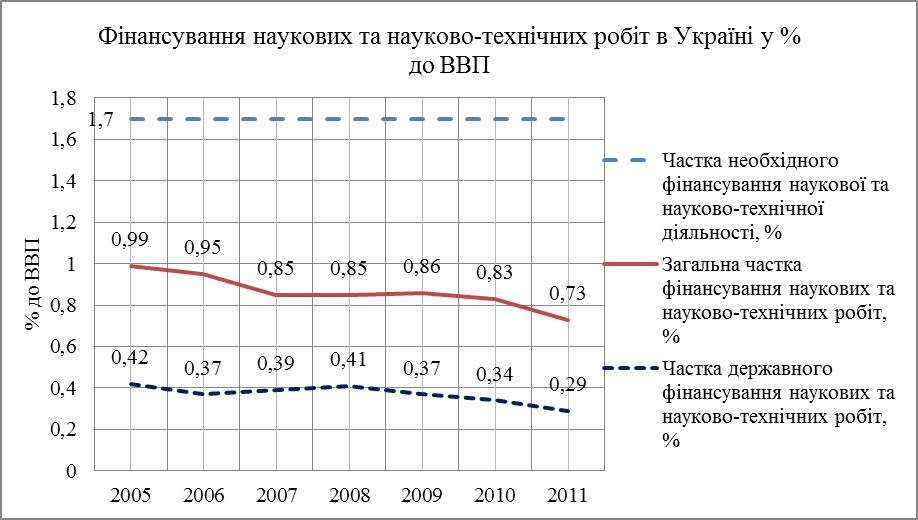 Фінансування наукових та науково-технічних робіт в Україні у %
до ВВП
% до ВВП
1,8
1,7
1,6
1,4
1,2
1
0,8
0,6
0,4
0,2
0
0,99
0,95
0,85
0,85
0,86
0,83
0,73
0,42
0,37
0,39
0,41
0,37
0,34
0,29
2005
2006
2007
2008
2009
2010
2011
Частка необхідного
фінансування наукової та
науково-технічної
діяльності, %
Загальна частка
фінансування наукових та
науково-технічних робіт,
%
Частка державного
фінансування наукових та
науково-технічних робіт,
%